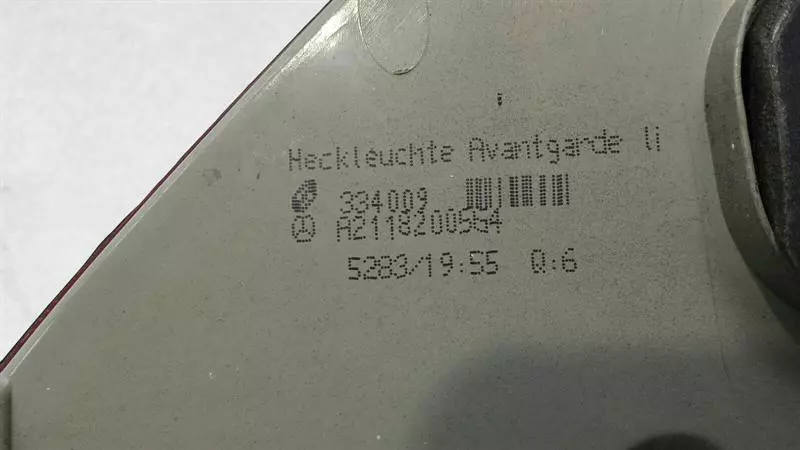 Heckleuchte Avantgarde li
334009
A2118200564
5283/19:55 Q:6